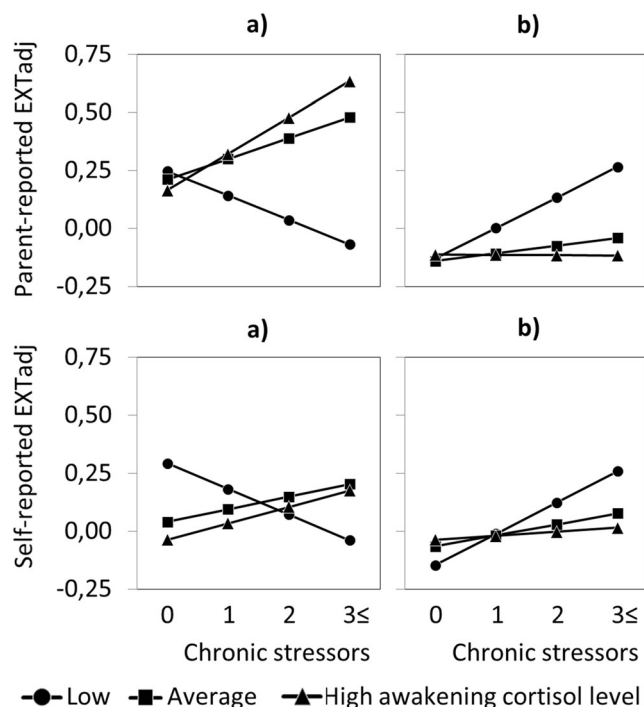 a) b)
Parent-reported EXTadj
0,75
0,50
0,25
0,00
-0,25
a) b)
Self-reported EXTadj
0,75
0,50
0,25
0,00
-0,25
0 1 2 3≤ 0 1 2 3≤
Chronic stressors Chronic stressors
Low Average High awakening cortisol level